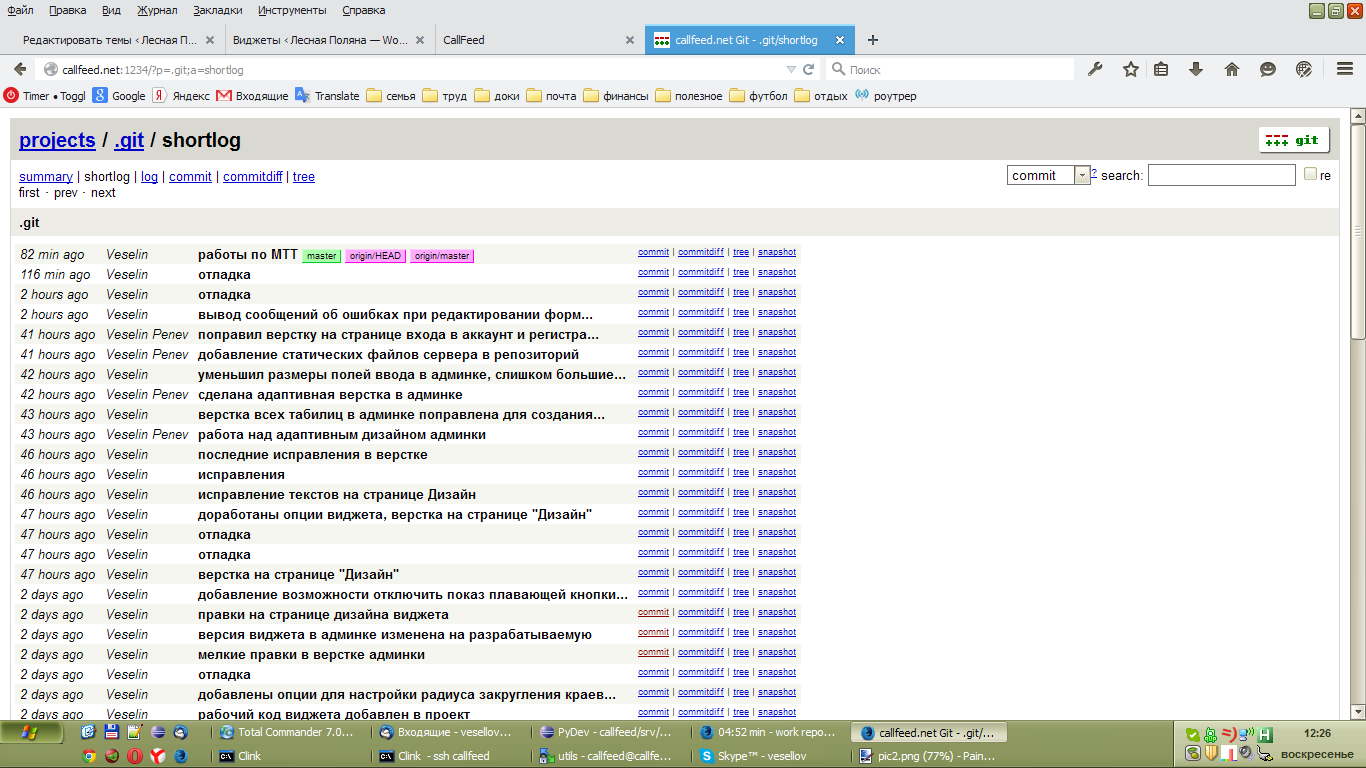 Файл Правка Вид Журнал Закладки Инструменты Справка
Редактировать темы ‹ Лесная П... Виджеты ‹ Лесная Поляна — Wo... CallFeed callfeed.net Git - .git/shortlog
callfeed.net:1234/?p=.git;a=shortlog Поиск
Timer • Toggl Google Яндекс Входящие Translate семья труд доки почта финансы полезное футбол отдых роутрер
projects / .git / shortlog git
summary | shortlog | log | commit | commitdiff | tree commit ? search: re
first · prev · next
.git
82 min ago Veselin работы по МТТ master origin/HEAD origin/master commit | commitdiff | tree | snapshot
116 min ago Veselin отладка commit | commitdiff | tree | snapshot
2 hours ago Veselin отладка commit | commitdiff | tree | snapshot
2 hours ago Veselin вывод сообщений об ошибках при редактировании форм... commit | commitdiff | tree | snapshot
41 hours ago Veselin Penev поправил верстку на странице входа в аккаунт и регистра... commit | commitdiff | tree | snapshot
41 hours ago Veselin Penev добавление статических файлов сервера в репозиторий commit | commitdiff | tree | snapshot
42 hours ago Veselin уменьшил размеры полей ввода в админке, слишком большие... commit | commitdiff | tree | snapshot
42 hours ago Veselin Penev сделана адаптивная верстка в админке commit | commitdiff | tree | snapshot
43 hours ago Veselin верстка всех табилиц в админке поправлена для создания... commit | commitdiff | tree | snapshot
43 hours ago Veselin Penev работа над адаптивным дизайном админки commit | commitdiff | tree | snapshot
46 hours ago Veselin последние исправления в верстке commit | commitdiff | tree | snapshot
46 hours ago Veselin исправления commit | commitdiff | tree | snapshot
46 hours ago Veselin исправление текстов на странице Дизайн commit | commitdiff | tree | snapshot
47 hours ago Veselin доработаны опции виджета, верстка на странице "Дизайн" commit | commitdiff | tree | snapshot
47 hours ago Veselin отладка commit | commitdiff | tree | snapshot
47 hours ago Veselin отладка commit | commitdiff | tree | snapshot
47 hours ago Veselin верстка на странице "Дизайн" commit | commitdiff | tree | snapshot
2 days ago Veselin добавление возможности отключить показ плавающей кнопки... commit | commitdiff | tree | snapshot
2 days ago Veselin правки на странице дизайна виджета commit | commitdiff | tree | snapshot
2 days ago Veselin версия виджета в админке изменена на разрабатываемую commit | commitdiff | tree | snapshot
2 days ago Veselin мелкие правки в верстке админки commit | commitdiff | tree | snapshot
2 days ago Veselin отладка commit | commitdiff | tree | snapshot
2 days ago Veselin добавлены опции для настройки радиуса закругления краев... commit | commitdiff | tree | snapshot
2 days ago Veselin рабочий код виджета добавлен в проект commit | commitdiff | tree | snapshot
Total Commander 7.0... Входящие - vesellov... PyDev - callfeed/srv/... 04:52 min - work repo... callfeed.net Git - .git/... 12:26
Clink Clink - ssh callfeed utils - callfeed@callfe... Skype™ - vesellov pic2.png (77%) - Pain... воскресенье